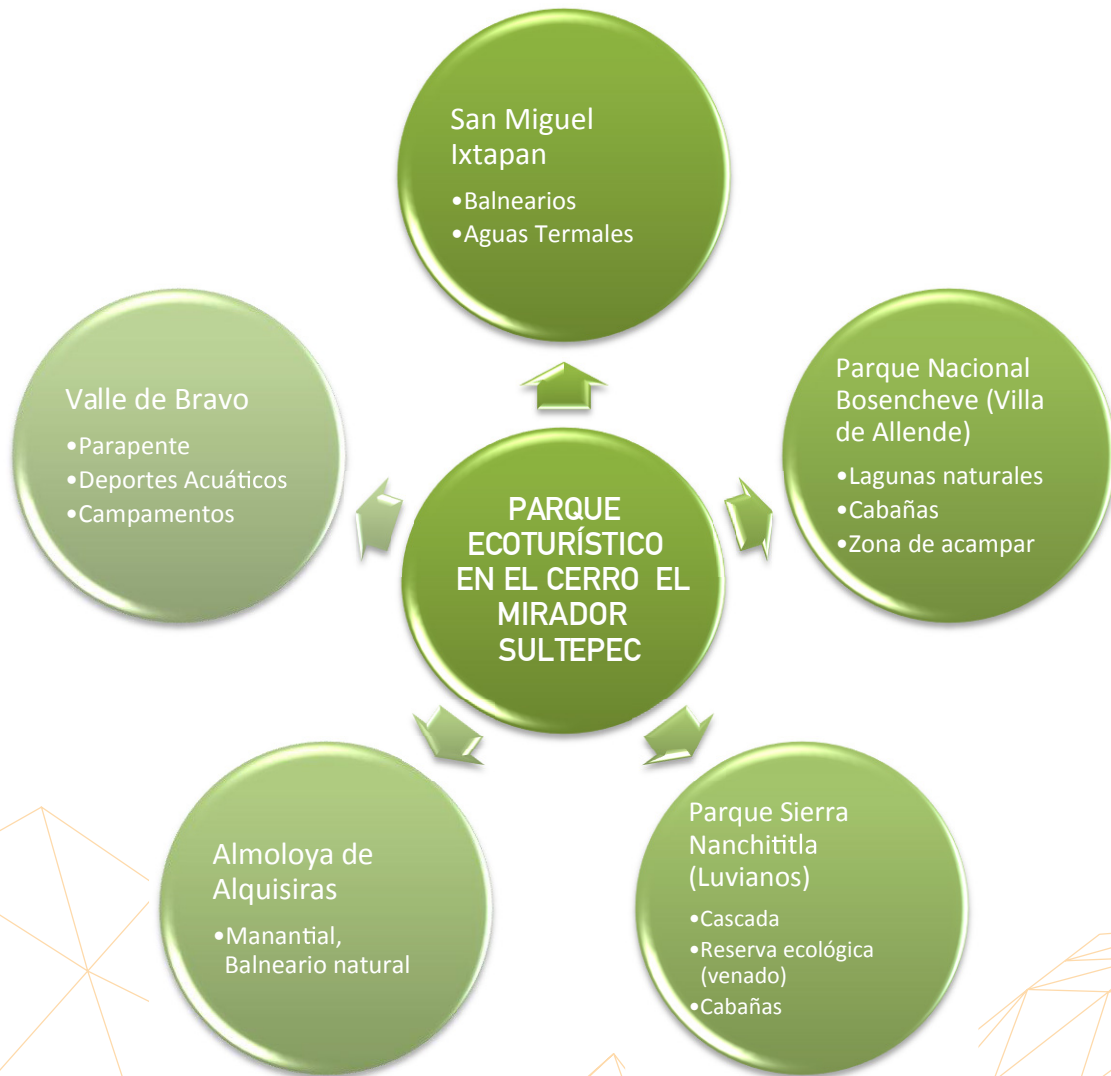 San Miguel
Ixtapan
•Balnearios
•Aguas Termales
Parque Nacional
Bosencheve (Villa
de Allende)
•Lagunas naturales
•Cabañas
•Zona de acampar
Valle de Bravo
•Parapente
•Deportes Acuáticos
•Campamentos
PARQUE
ECOTURÍSTICO
EN EL CERRO EL
MIRADOR
SULTEPEC
Parque Sierra
Nanchititla
(Luvianos)
•Cascada
•Reserva ecológica
(venado)
•Cabañas
Almoloya de
Alquisiras
•Manantial,
Balneario natural